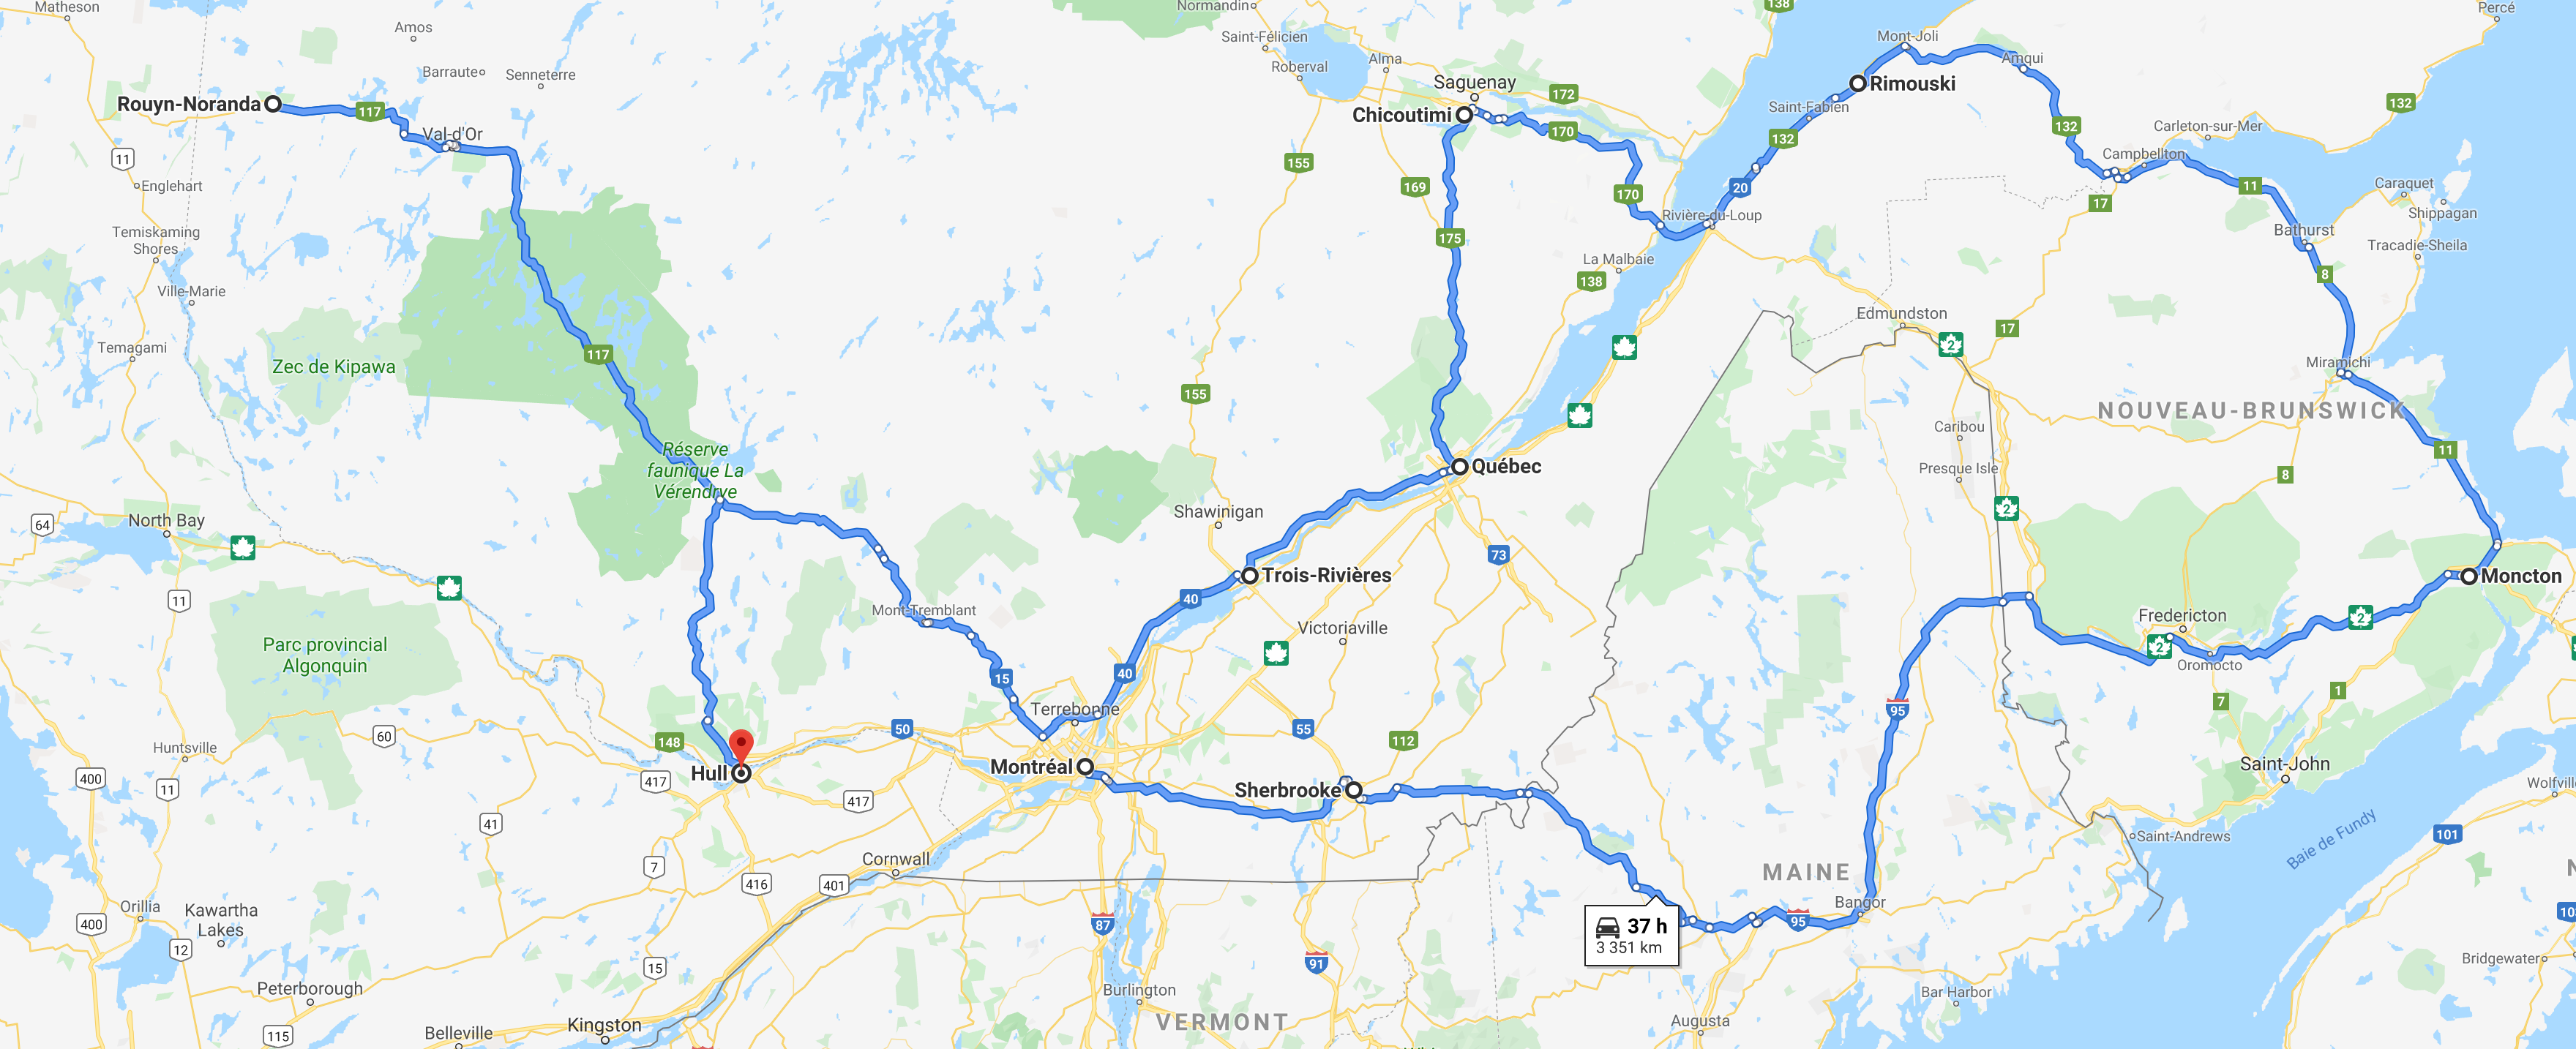 Matheson
Amos
Barraute
Senneterre
Rouyn-Noranda
117
Val-d'Or
11
Englehart
Temiskaming
Shores
Ville-Marie
Temagami
Zec de Kipawa
117
Réserve
faunique La
Vérendrye
64
North Bay
11
Parc provincial
Algonquin
Huntsville
400
11
60
148
Hull
417
417
50
41
7
416
401
Cornwall
Orillia
Kawartha
Lakes
400
12
15
Peterborough
115
Belleville
Kingston
Normandin
Saint-Félicien
Roberval
Alma
Saguenay
Chicoutimi
172
170
170
155
169
175
138
138
La Malbaie
Rivière-du-Loup
20
132
Saint-Fabien
Rimouski
Mont-Joli
Amqui
132
132
Percé
Carleton-sur-Mer
Campbellton
17
11
Caraquet
Shippagan
Bathurst
Tracadie-Sheila
8
Edmundston
2
17
Miramichi
NOUVEAU-BRUNSWICK
Caribou
Presque Isle
2
8
11
Moncton
Fredericton
2
2
Oromocto
7
1
Saint-John
Saint-Andrews
Baie de Fundy
Wolfvill
101
10
Bridgewater
N
155
Québec
Shawinigan
73
Trois-Rivières
40
40
Victoriaville
Mont-Tremblant
15
Terrebonne
Montréal
55
112
Sherbrooke
87
91
Burlington
VERMONT
95
MAINE
Bangor
95
37 h
3 351 km
Bar Harbor
Augusta